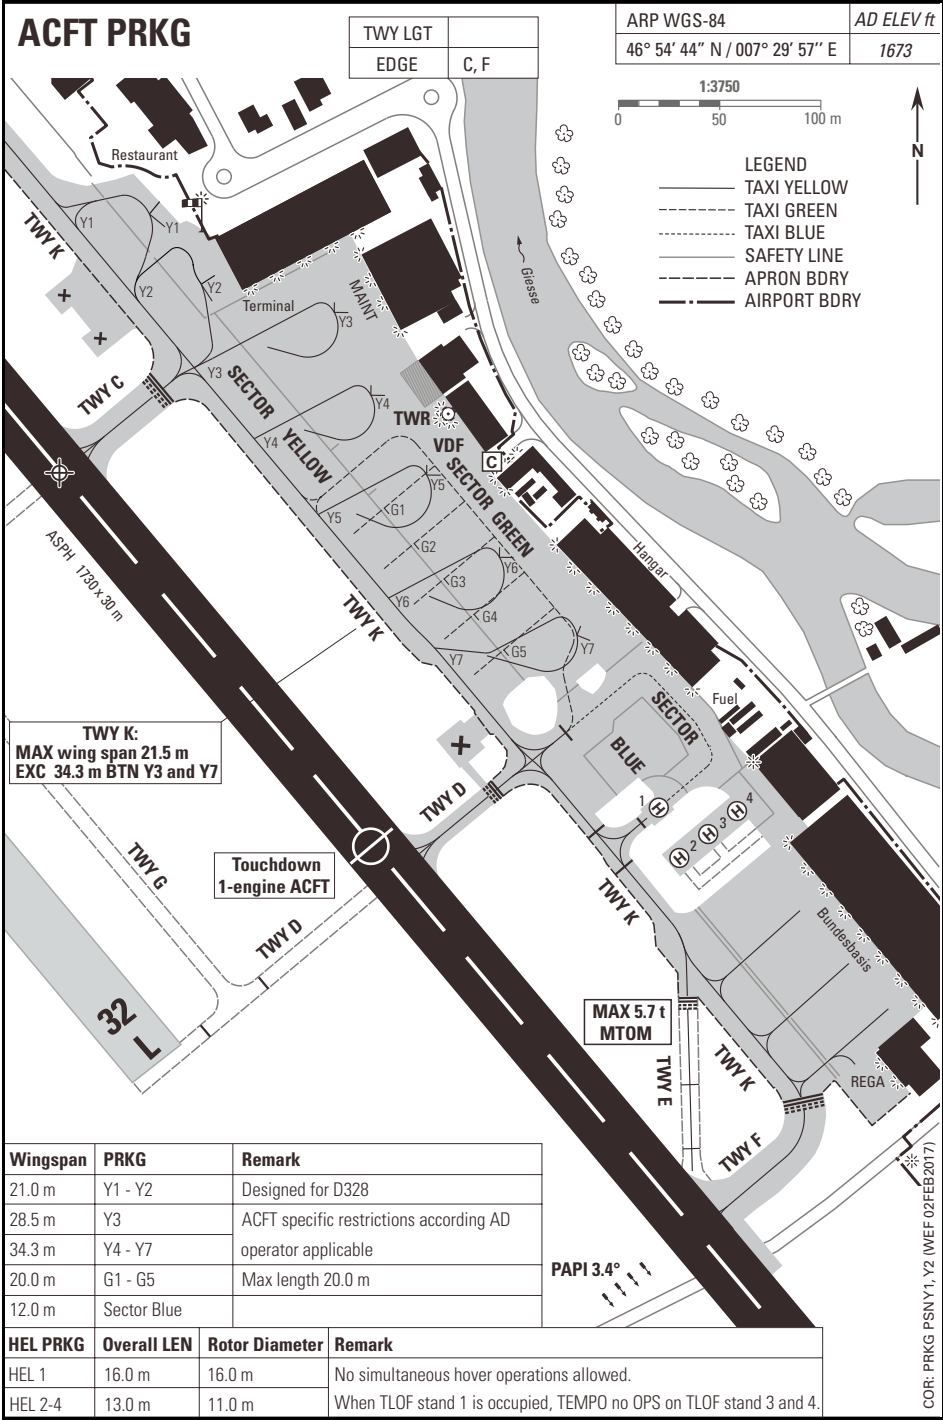 ACFT PRKG
TWY LGT
EDGE C, F
ARP WGS-84 AD ELEV ft
46° 54' 44" N / 007° 29' 57'' E 1673
1:3750
0 50 100 m
N
LEGEND
TAXI YELLOW
TAXI GREEN
TAXI BLUE
SAFETY LINE
APRON BDRY
AIRPORT BDRY
Restaurant
Y1
Y1
TWY K
Y2
Y2
Terminal
MAINT
Giesse
Y3
Y3
TWY C
SECTOR
YELLOW
Y4
Y4
TWR
VDF
C
SECTOR GREEN
Y5
Y5
G1
G2
G3
G4
G5
Y6
Y6
Y7
Y7
Hangar
ASPH 1730 x 30 m
TWY K
TWY K:
MAX wing span 21.5 m
EXC 34.3 m BTN Y3 and Y7
SECTOR
BLUE
Fuel
TWY D
1
H
2
H
3
H
4
H
Touchdown
1-engine ACFT
TWY G
TWY D
TWY K
Bundesbasis
32
L
MAX 5.7 t
MTOM
TWY E
TWY K
REGA
TWY F
PAPI 3.4°
Wingspan PRKG Remark
21.0 m Y1 - Y2 Designed for D328
28.5 m Y3 ACFT specific restrictions according AD
34.3 m Y4 - Y7 operator applicable
20.0 m G1 - G5 Max length 20.0 m
12.0 m Sector Blue
HEL PRKG Overall LEN Rotor Diameter Remark
HEL 1 16.0 m 16.0 m No simultaneous hover operations allowed.
HEL 2-4 13.0 m 11.0 m When TLOF stand 1 is occupied, TEMPO no OPS on TLOF stand 3 and 4.
COR: PRKG PSN Y1, Y2 (WEF 02FEB2017)